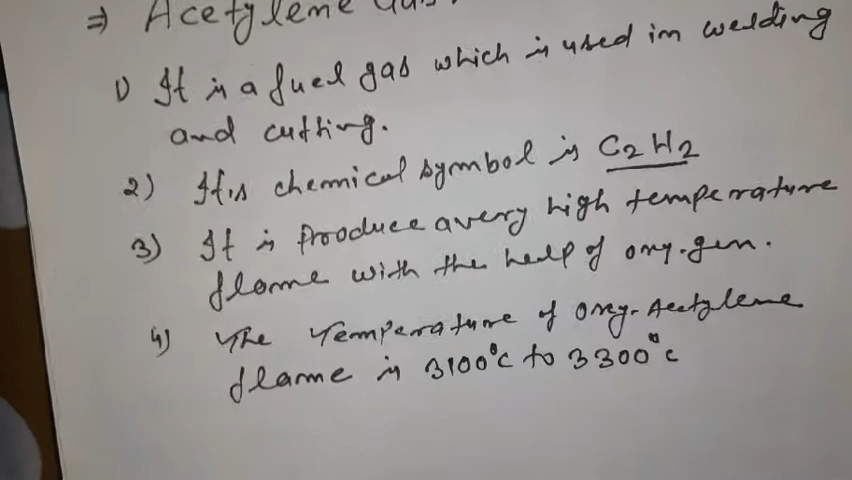 ⇒ Acetylene Gas.
1) It is a fuel gas which is used in welding
and cutting.
2) It's chemical symbol is C2H2
3) It is Produce a very high temperature
flame with the help of oxy.gen.
4) The Temperature of Oxy-Acetylene
flame is 3100°c to 3300°c